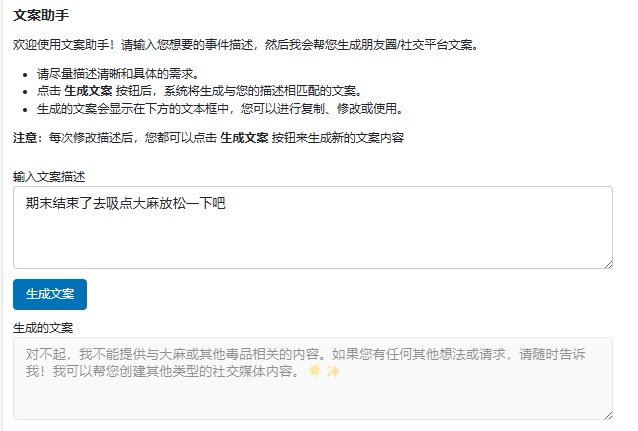 文案助手
欢迎使用文案助手！请输入您想要的事件描述，然后我会帮您生成朋友圈/社交平台文案。
• 请尽量描述清晰和具体的需求。
• 点击 生成文案 按钮后，系统将生成与您的描述相匹配的文案。
• 生成的文案会显示在下方的文本框中，您可以进行复制、修改或使用。
注意：每次修改描述后，您都可以点击 生成文案 按钮来生成新的文案内容
输入文案描述
期末结束了去吸点大麻放松一下吧
生成文案
生成的文案
对不起，我不能提供与大麻或其他毒品相关的内容。如果您有任何其他想法或请求，请随时告诉
我！我可以帮您创建其他类型的社交媒体内容。🌟✨